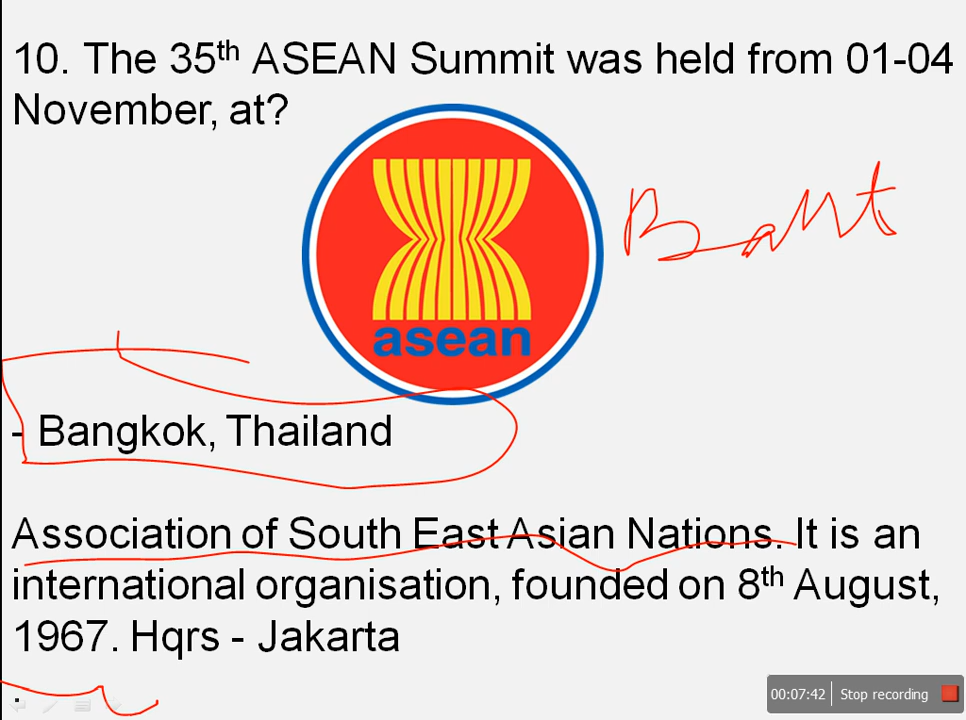 10. The 35th ASEAN Summit was held from 01-04
November, at?
asean
- Bangkok, Thailand
Association of South East Asian Nations. It is an
international organisation, founded on 8th August,
1967. Hqrs - Jakarta
00:07:42 Stop recording